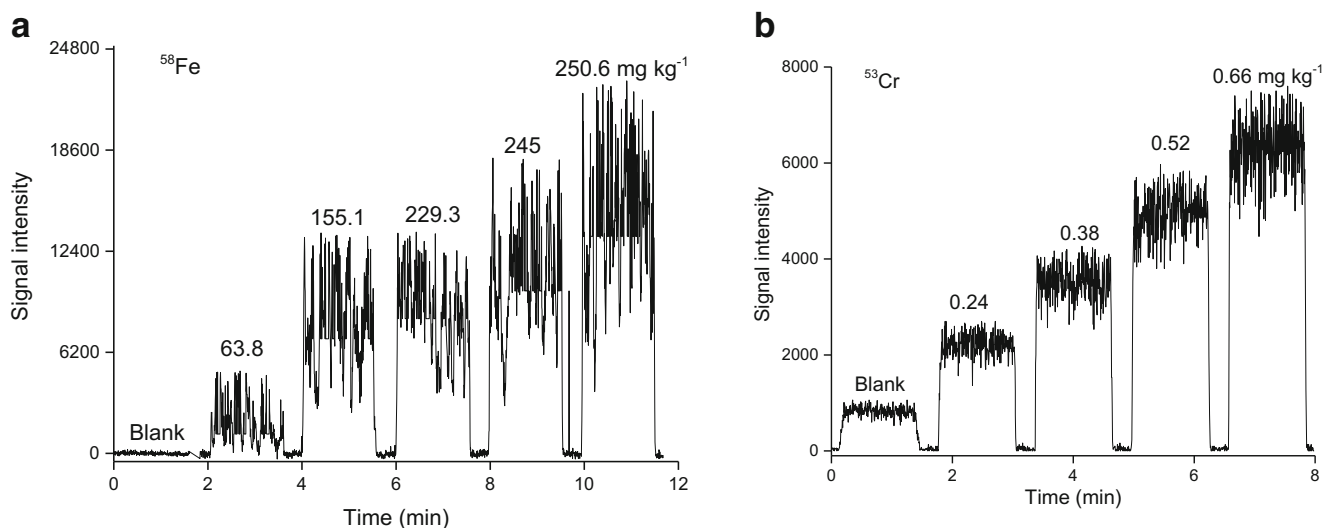 a
24800
⁵⁸Fe
250.6 mg kg⁻¹
18600
245
155.1
229.3
12400
6200
63.8
Blank
0
0 2 4 6 8 10 12
Signal intensity
Time (min)
b
8000
⁵³Cr
0.66 mg kg⁻¹
0.52
6000
0.38
4000
0.24
2000
Blank
0
0 2 4 6 8
Signal intensity
Time (min)